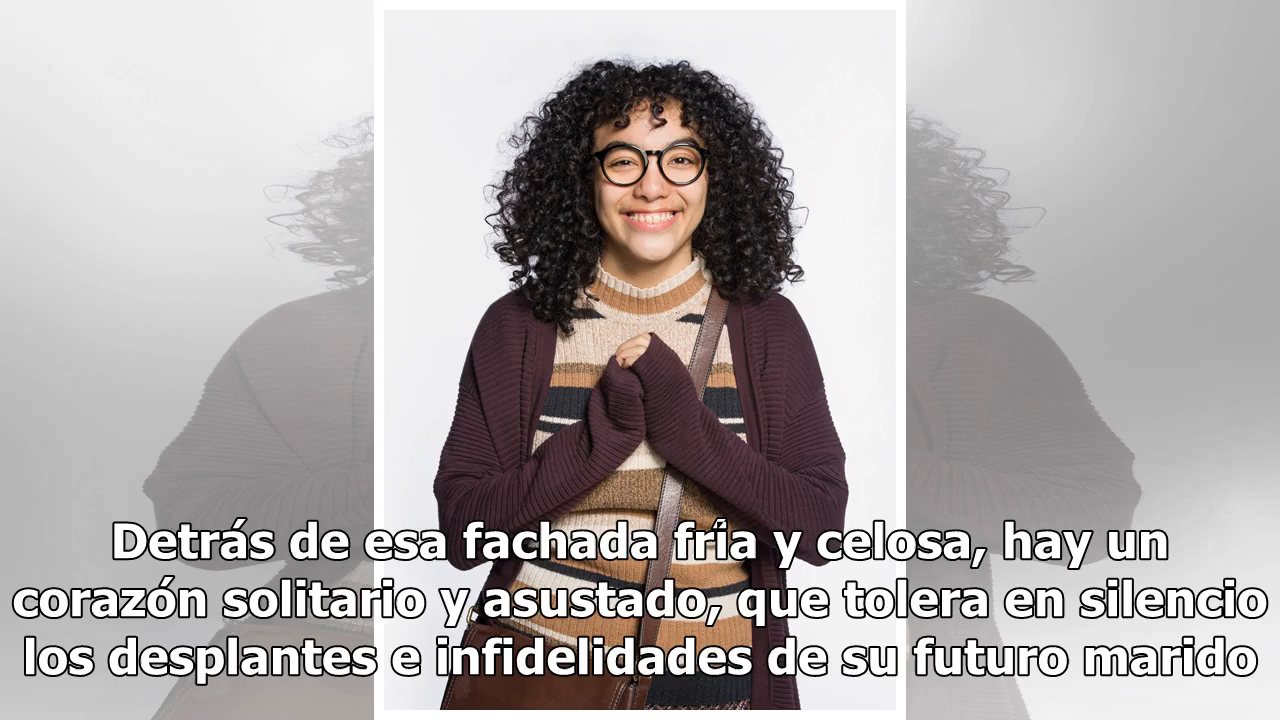 Detrás de esa fachada fría y celosa, hay un
corazón solitario y asustado, que tolera en silencio
los desplantes e infidelidades de su futuro marido